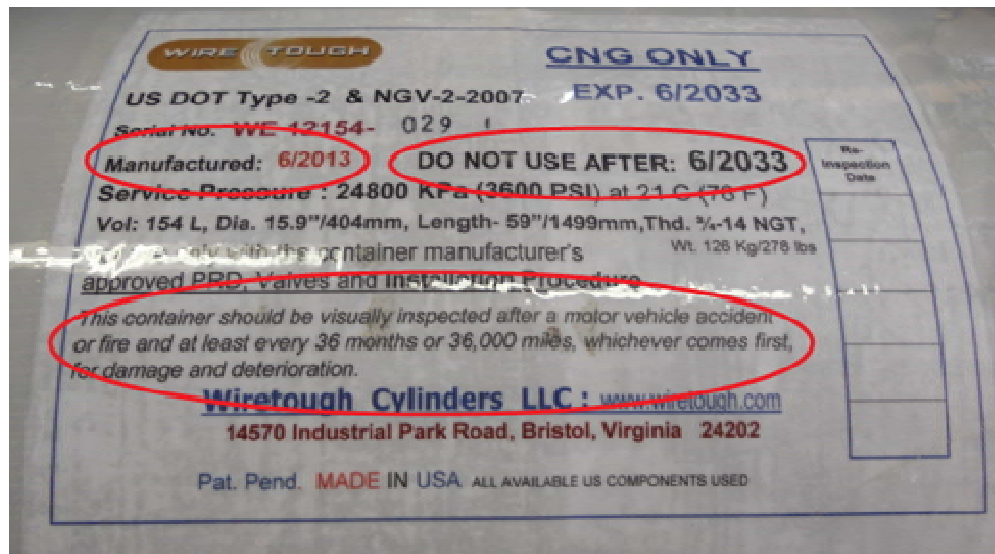 WIRE TOUGH
CNG ONLY
US DOT Type -2 & NGV-2-2007
EXP. 6/2033
Serial No. WE 12154- 029
Manufactured: 6/2013
DO NOT USE AFTER: 6/2033
Re-
Inspection
Date
Service Pressure : 24800 KPa (3600 PSI) at 21 C (70 F)
Vol: 154 L, Dia. 15.9"/404mm, Length- 59"/1499mm,Thd. ¾-14 NGT,
only with the container manufacturer's
Wt. 126 Kg/278 lbs
approved PRD, Valves and Installation Procedure
This container should be visually inspected after a motor vehicle accident
or fire and at least every 36 months or 36,000 miles, whichever comes first,
for damage and deterioration.
Wiretough Cylinders LLC : www.wiretough.com
14570 Industrial Park Road, Bristol, Virginia 24202
Pat. Pend. MADE IN USA. ALL AVAILABLE US COMPONENTS USED